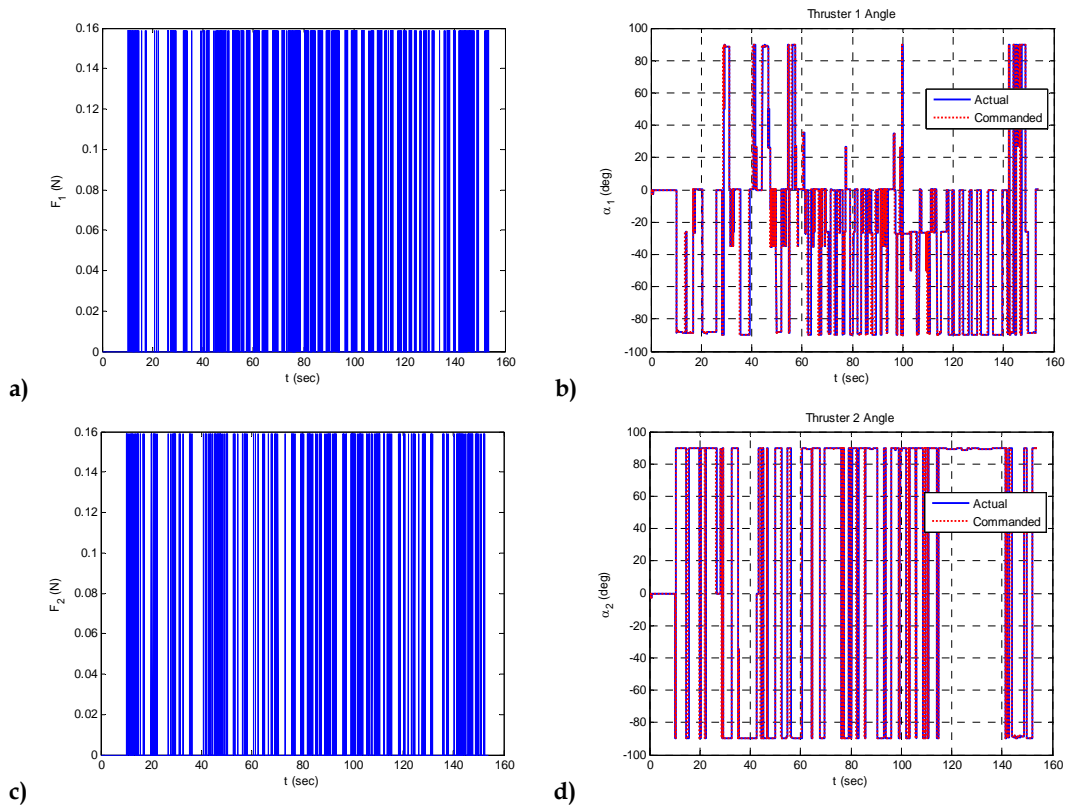 0.16
0.14
0.12
0.1
0.08
0.06
0.04
0.02
0
F1 (N)
0 20 40 60 80 100 120 140 160
t (sec)
a)
Thruster 1 Angle
100
80
60
40
20
0
-20
-40
-60
-80
-100
α1 (deg)
Actual
Commanded
0 20 40 60 80 100 120 140 160
t (sec)
b)
0.16
0.14
0.12
0.1
0.08
0.06
0.04
0.02
0
F2 (N)
0 20 40 60 80 100 120 140 160
t (sec)
c)
Thruster 2 Angle
100
80
60
40
20
0
-20
-40
-60
-80
-100
α2 (deg)
Actual
Commanded
0 20 40 60 80 100 120 140 160
t (sec)
d)